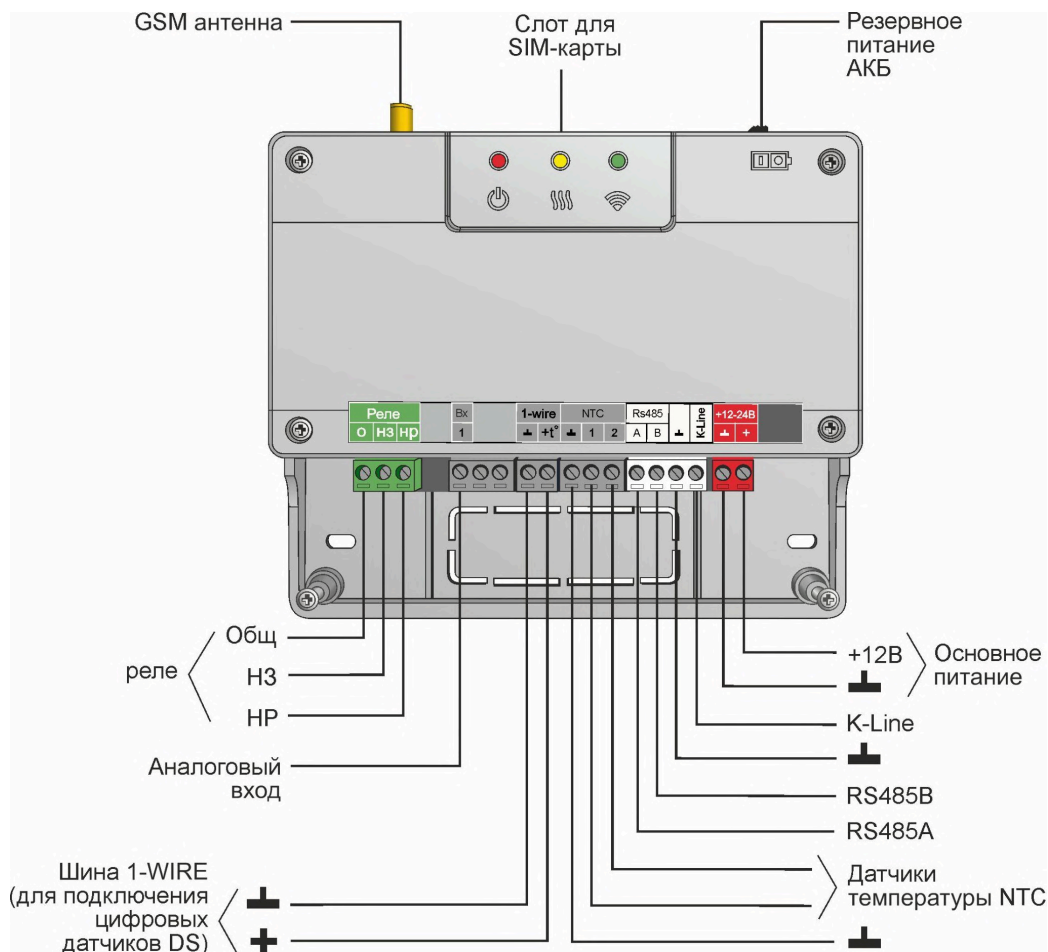 GSM антенна
Слот для
SIM-карты
Резервное
питание
АКБ
Реле
О НЗ НР
Вх
1
1-wire
+t°
NTC
1 2
Rs485
A B
K-Line
+12-24В
+
Общ
НЗ
НР
реле
Аналоговый
вход
Шина 1-WIRE
(для подключения
цифровых
датчиков DS)
+12В
Основное
питание
K-Line
RS485B
RS485A
Датчики
температуры NTC